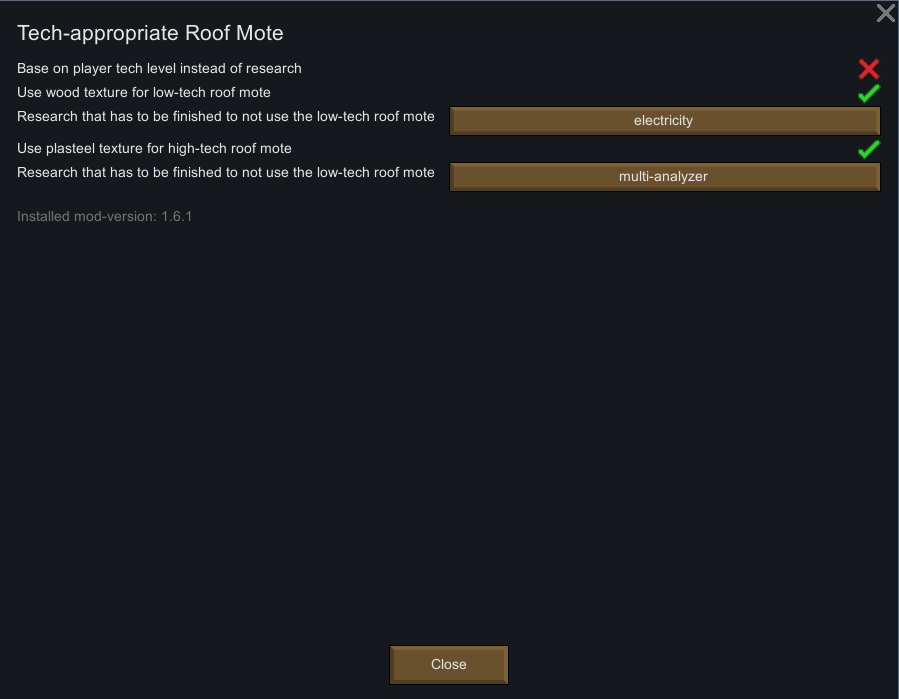 Tech-appropriate Roof Mote
Base on player tech level instead of research
Use wood texture for low-tech roof mote
Research that has to be finished to not use the low-tech roof mote
electricity
Use plasteel texture for high-tech roof mote
Research that has to be finished to not use the low-tech roof mote
multi-analyzer
Installed mod-version: 1.6.1
Close